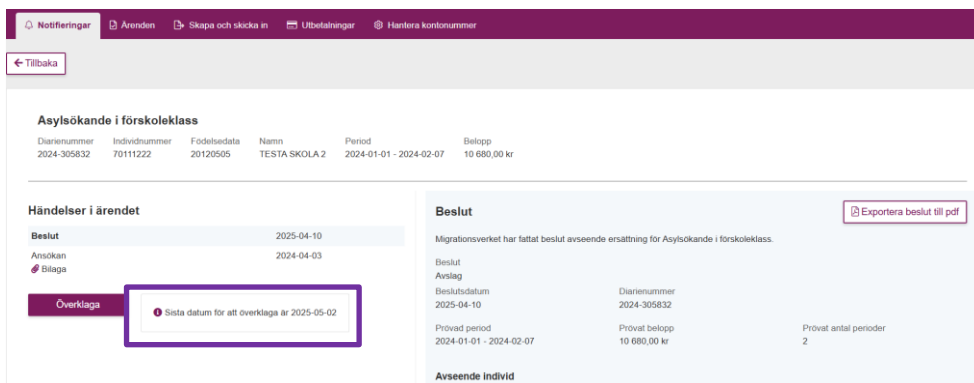 Notifieringar Ärenden Skapa och skicka in Utbetalningar Hantera kontonummer
Tillbaka
Asylsökande i förskoleklass
Diarienummer Individnummer Födelsedata Namn Period Belopp
2024-305832 70111222 20120505 TESTA SKOLA 2 2024-01-01 - 2024-02-07 10 680,00 kr
Händelser i ärendet
Beslut 2025-04-10
Ansökan 2024-04-03
Bilaga
Överklaga
Sista datum för att överklaga är 2025-05-02
Beslut
Exportera beslut till pdf
Migrationsverket har fattat beslut avseende ersättning för Asylsökande i förskoleklass.
Beslut
Avslag
Beslutsdatum Diarienummer
2025-04-10 2024-305832
Prövad period Prövat belopp Prövat antal perioder
2024-01-01 - 2024-02-07 10 680,00 kr 2
Avseende individ